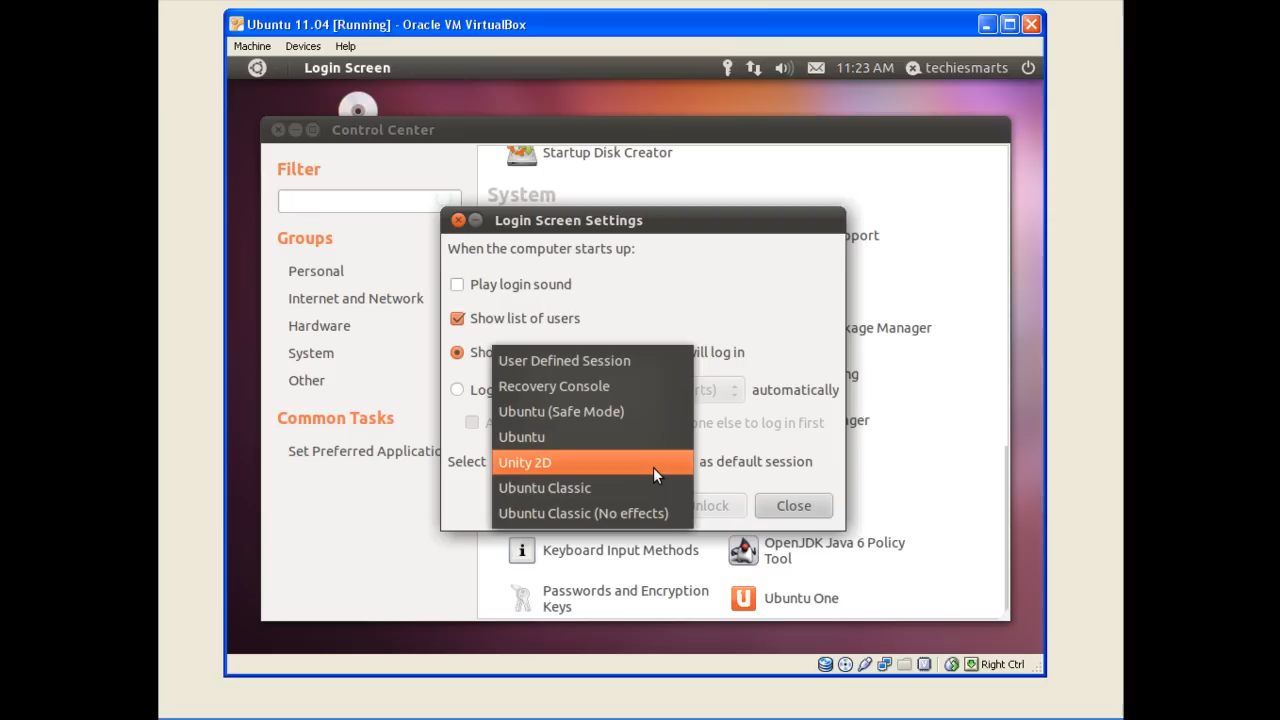 Ubuntu 11.04 [Running] - Oracle VM VirtualBox
Machine Devices Help
Login Screen 11:23 AM techiesmarts
Control Center
Filter
Groups
Personal
Internet and Network
Hardware
System
Other
Common Tasks
Set Preferred Applicatio
Startup Disk Creator
System
pport
kage Manager
ng
ager
Login Screen Settings
When the computer starts up:
Play login sound
Show list of users
Sho will log in
Log rts) automatically
A one else to log in first
Select as default session
User Defined Session
Recovery Console
Ubuntu (Safe Mode)
Ubuntu
Unity 2D
Ubuntu Classic
Ubuntu Classic (No effects)
nlock Close
Keyboard Input Methods
OpenJDK Java 6 Policy
Tool
Passwords and Encryption
Keys
Ubuntu One
Right Ctrl